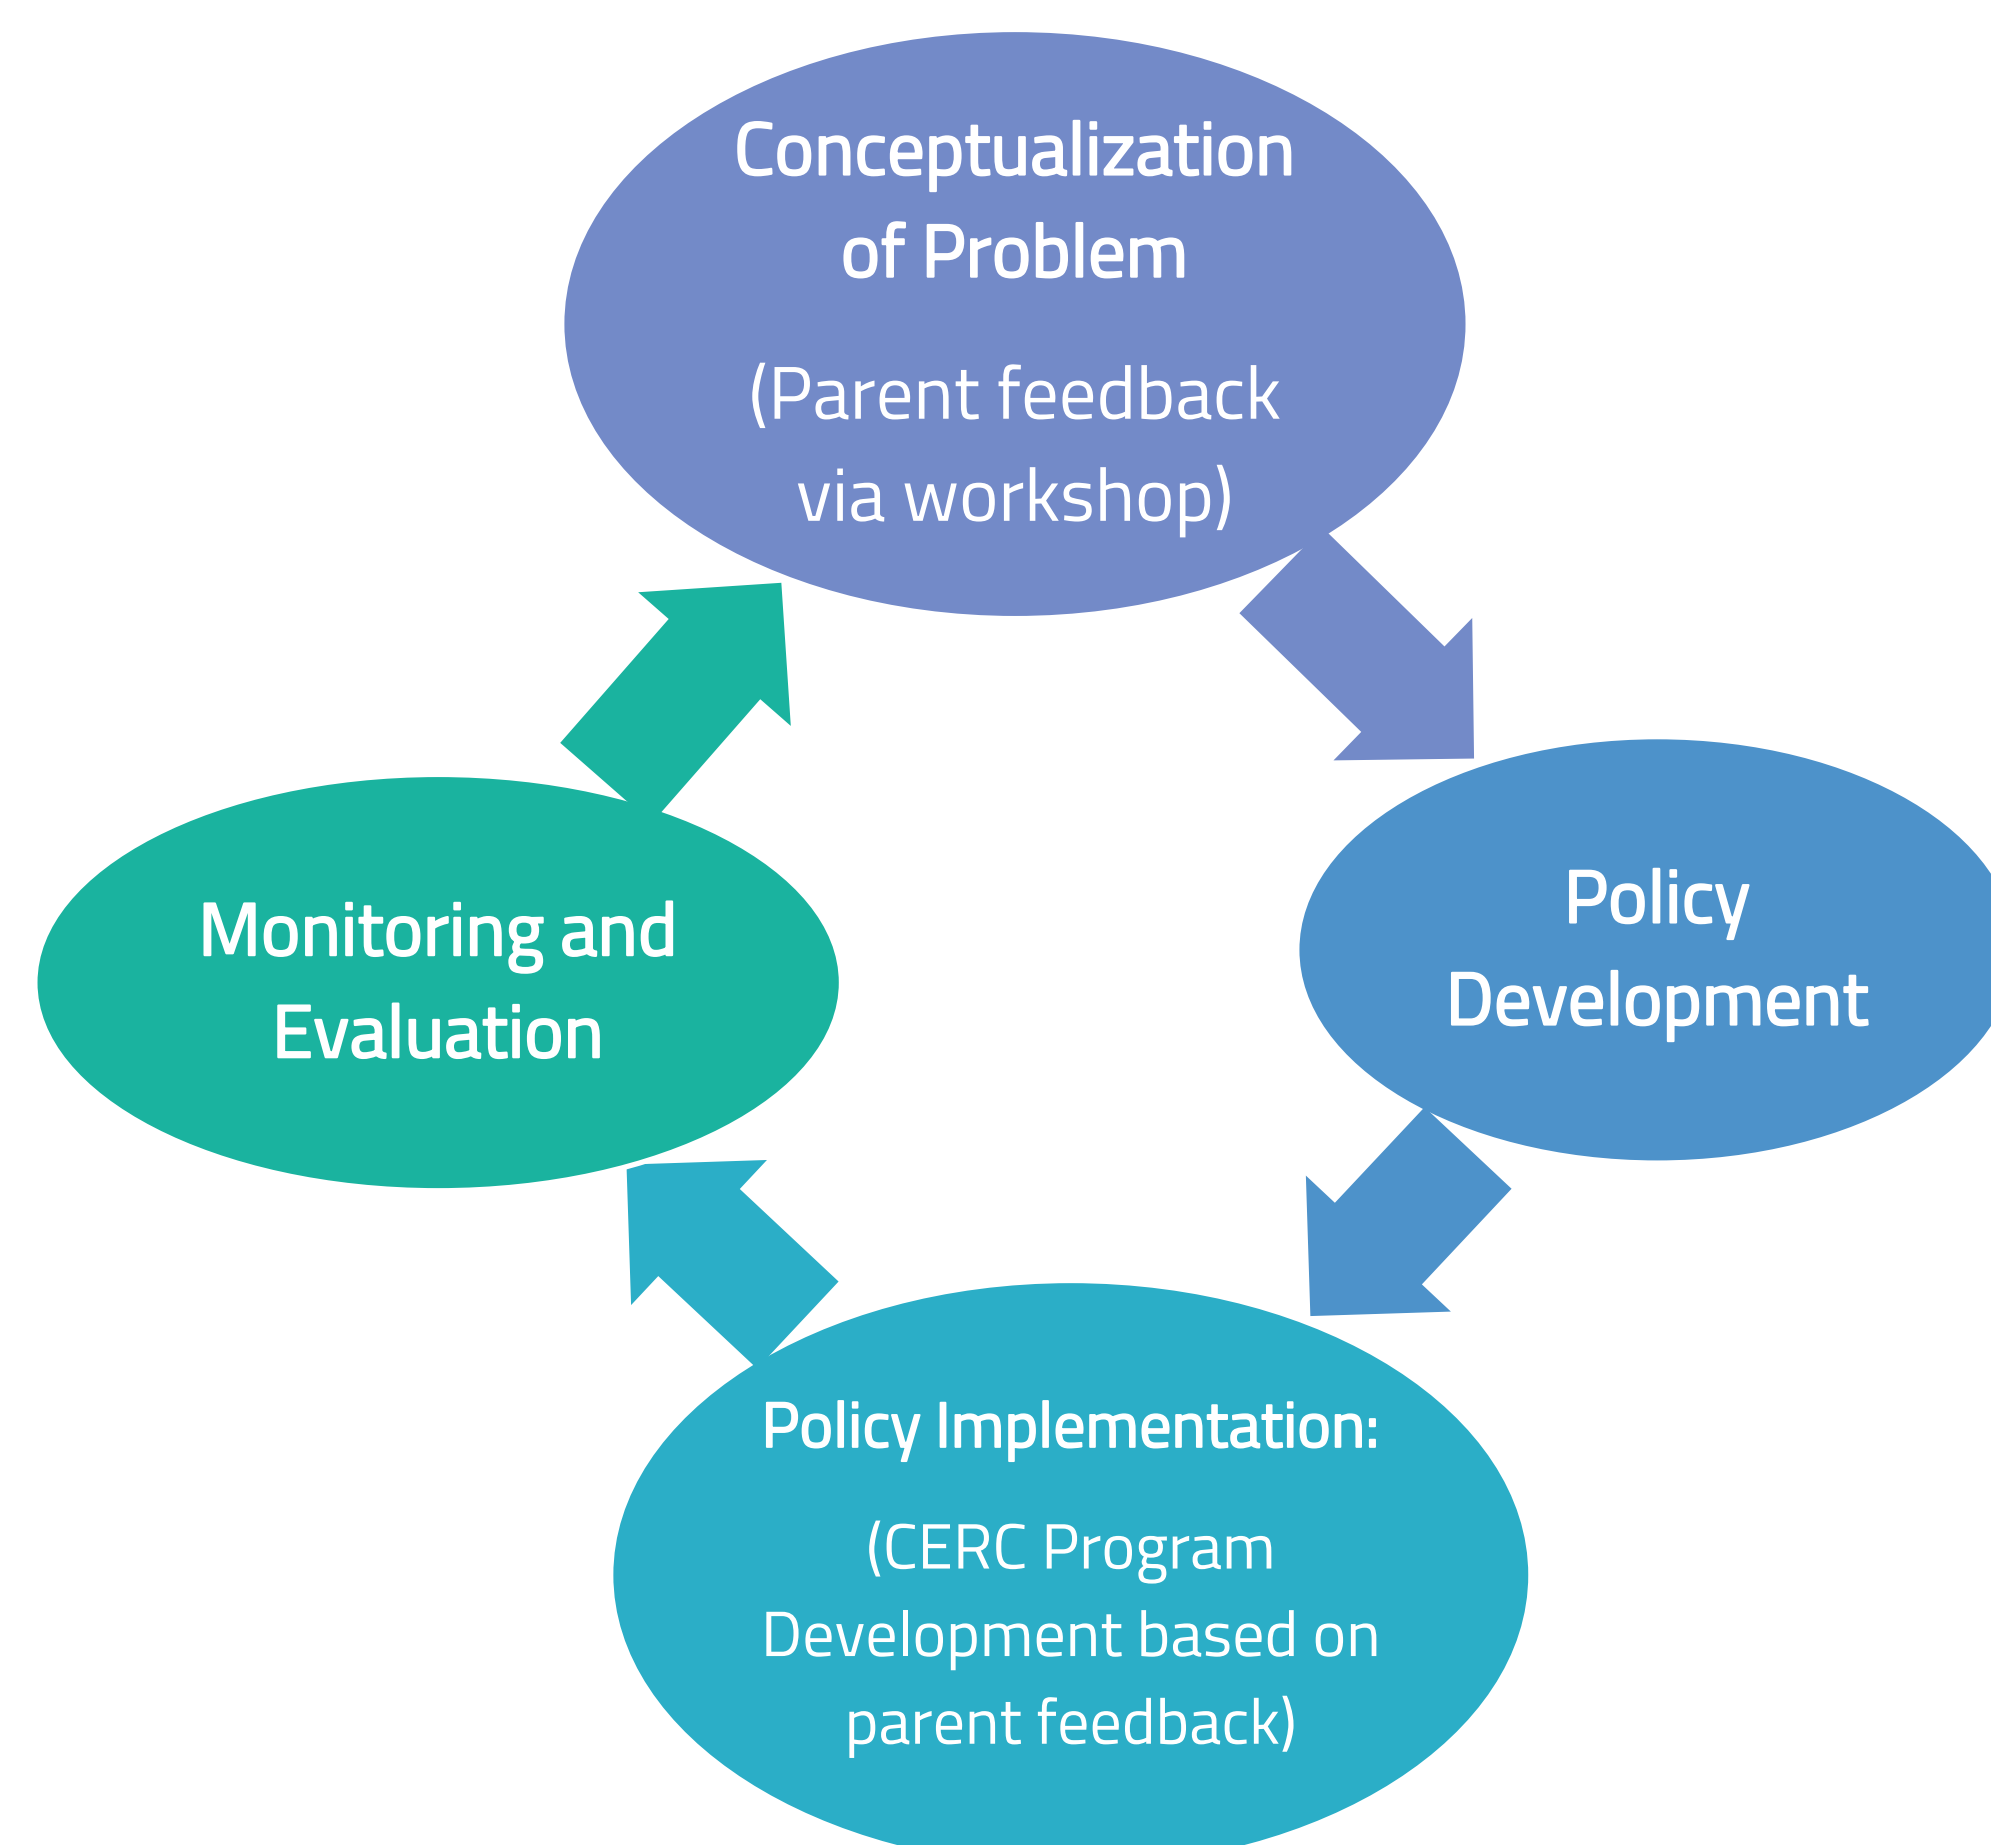 Conceptualization
of Problem
(Parent feedback
via workshop)
Policy
Development
Policy Implementation:
(CERC Program
Development based on
parent feedback)
Monitoring and
Evaluation